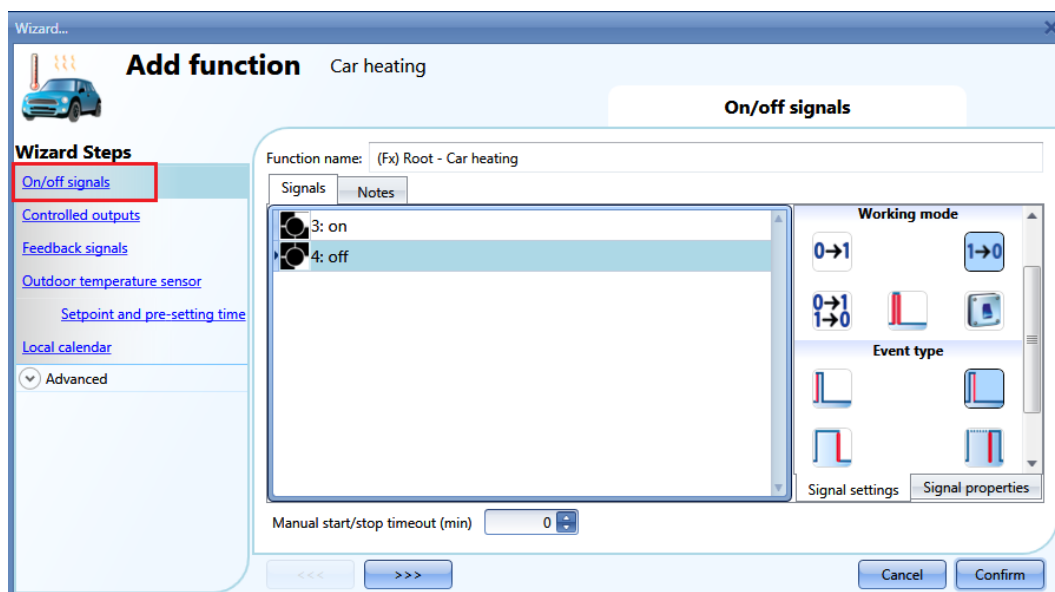 Wizard...
Add function Car heating
On/off signals
Wizard Steps
On/off signals
Controlled outputs
Feedback signals
Outdoor temperature sensor
Setpoint and pre-setting time
Local calendar
Advanced
Function name: (Fx) Root - Car heating
Signals Notes
3: on
4: off
Working mode
0→1 1→0
0→1
1→0
Event type
Signal settings Signal properties
Manual start/stop timeout (min) 0
<<< >>> Cancel Confirm